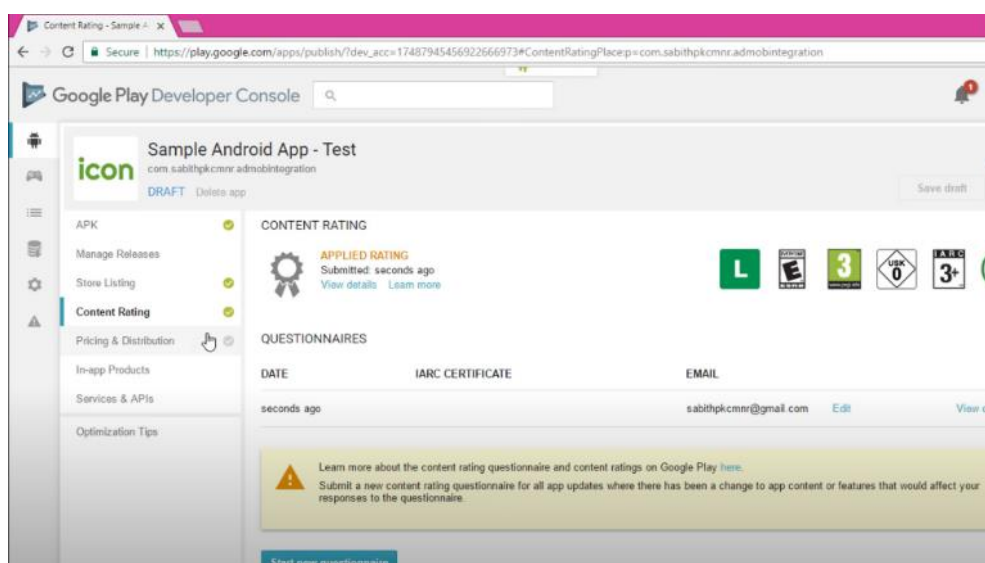 Content Rating - Sample A
Secure | https://play.google.com/apps/publish/?dev_acc=17487945456922666973#ContentRatingPlace:p=com.sabithpkcmnr.admobintegration
Google Play Developer Console
1
icon
Sample Android App - Test
com.sabithpkcmnr.admobintegration
DRAFT Delete app
Save draft
APK
Manage Releases
Store Listing
Content Rating
Pricing & Distribution
In-app Products
Services & APIs
Optimization Tips
CONTENT RATING
APPLIED RATING
Submitted: seconds ago
View details Learn more
L
E
3
USK
0
IARC
3+
QUESTIONNAIRES
DATE IARC CERTIFICATE EMAIL
seconds ago sabithpkcmnr@gmail.com Edit View
Learn more about the content rating questionnaire and content ratings on Google Play here.
Submit a new content rating questionnaire for all app updates where there has been a change to app content or features that would affect your
responses to the questionnaire.
Start new questionnaire